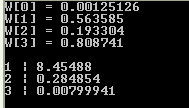 W[0] = 0.00125126
W[1] = 0.563585
W[2] = 0.193304
W[3] = 0.808741
1 ¦ 8.45488
2 ¦ 0.284854
3 ¦ 0.00799941